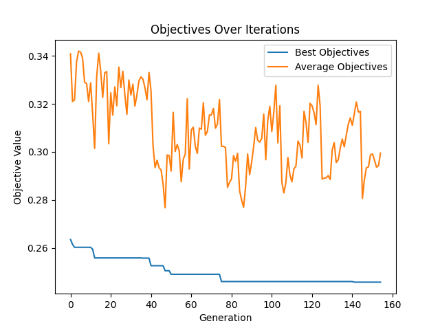 Objectives Over Iterations
Best Objectives
Average Objectives
Objective Value
0.34
0.32
0.30
0.28
0.26
0 20 40 60 80 100 120 140 160
Generation